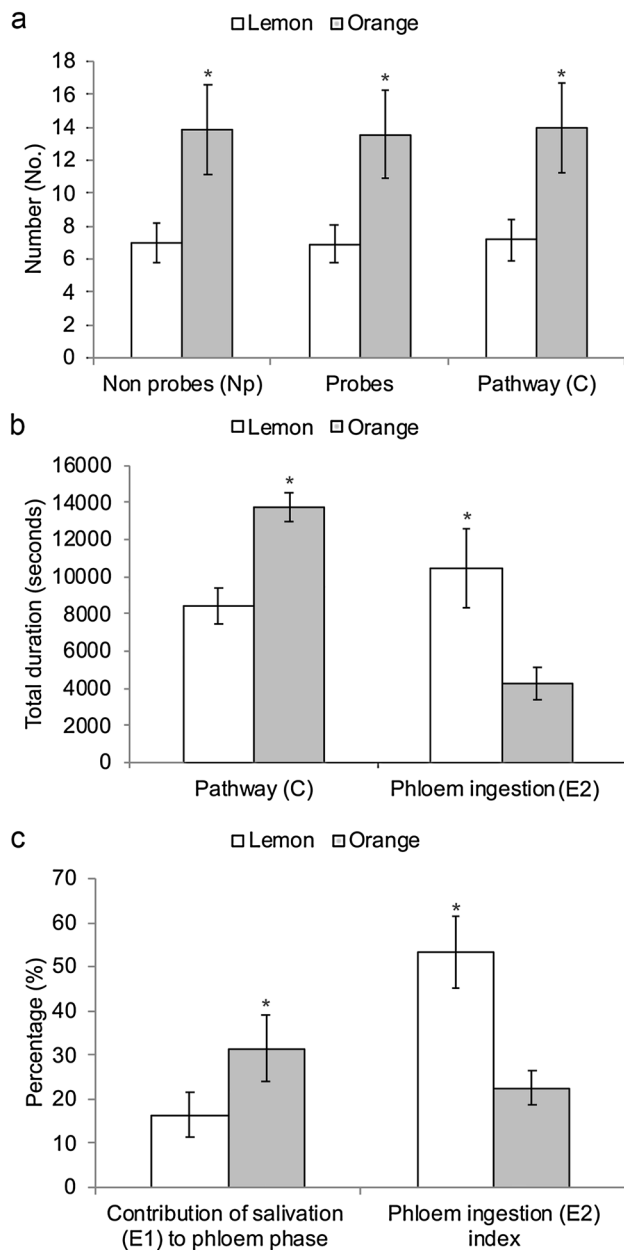 a
Lemon Orange
Number (No.)
18
16
14
12
10
8
6
4
2
0
* * *
Non probes (Np) Probes Pathway (C)
b
Lemon Orange
Total duration (seconds)
16000
14000
12000
10000
8000
6000
4000
2000
0
* *
Pathway (C) Phloem ingestion (E2)
c
Lemon Orange
Percentage (%)
70
60
50
40
30
20
10
0
* *
Contribution of salivation Phloem ingestion (E2)
(E1) to phloem phase index